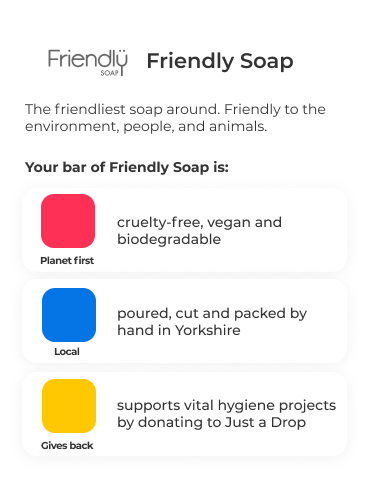 Friendlÿ
SOAP
Friendly Soap
The friendliest soap around. Friendly to the
environment, people, and animals.
Your bar of Friendly Soap is:
cruelty-free, vegan and
biodegradable
Planet first
poured, cut and packed by
hand in Yorkshire
Local
supports vital hygiene projects
by donating to Just a Drop
Gives back